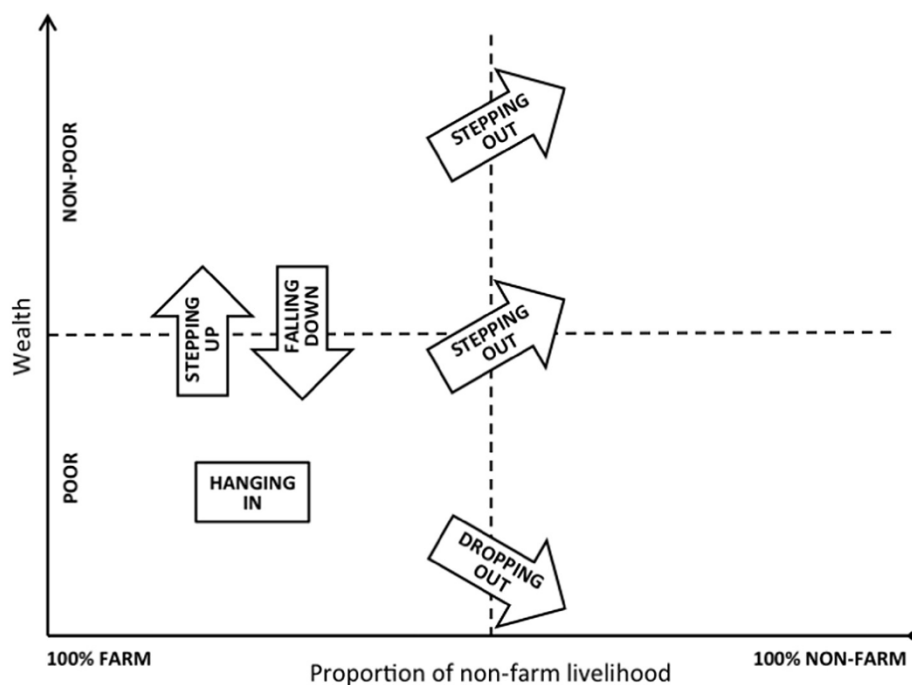 STEPPING
OUT
NON-POOR
Wealth
STEPPING
UP
FALLING
DOWN
STEPPING
OUT
POOR
HANGING
IN
DROPPING
OUT
100% FARM
Proportion of non-farm livelihood
100% NON-FARM